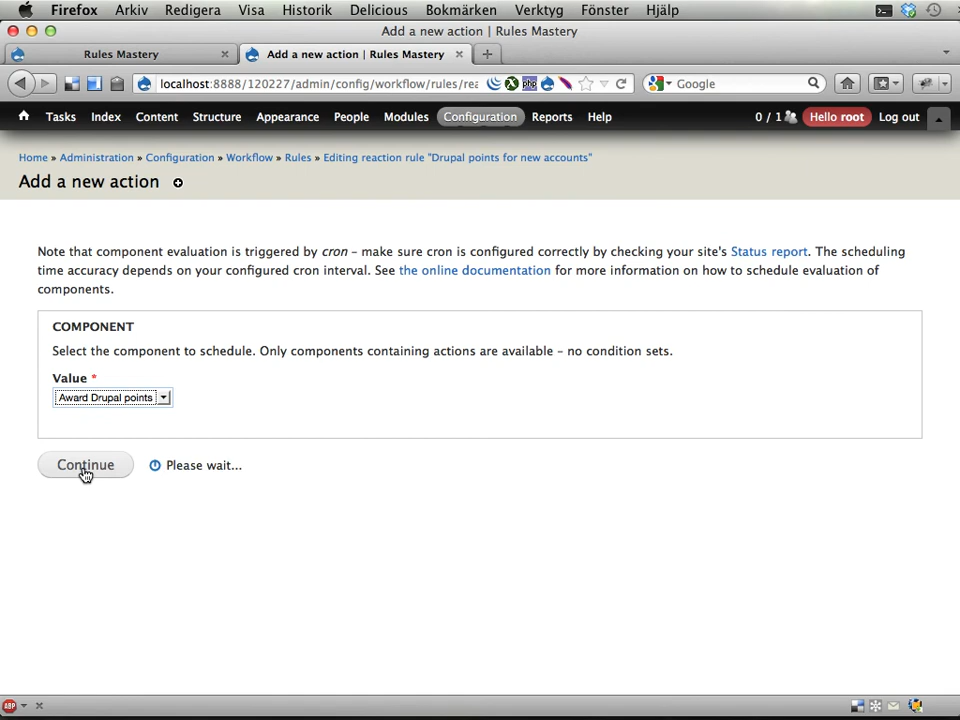 Firefox Arkiv Redigera Visa Historik Delicious Bokmärken Verktyg Fönster Hjälp
Add a new action | Rules Mastery
Rules Mastery Add a new action | Rules Mastery
localhost:8888/120227/admin/config/workflow/rules/rea php Google
Tasks Index Content Structure Appearance People Modules Configuration Reports Help 0 / 1 Hello root Log out
Home » Administration » Configuration » Workflow » Rules » Editing reaction rule "Drupal points for new accounts"
Add a new action
Note that component evaluation is triggered by cron – make sure cron is configured correctly by checking your site's Status report. The scheduling
time accuracy depends on your configured cron interval. See the online documentation for more information on how to schedule evaluation of
components.
COMPONENT
Select the component to schedule. Only components containing actions are available – no condition sets.
Value *
Award Drupal points
Continue Please wait...
ABP